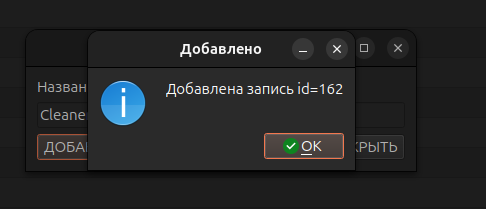 Добавлено
Назван
Добавлена запись id=162
Cleane
ДОБАВ
OK
КРЫТЬ